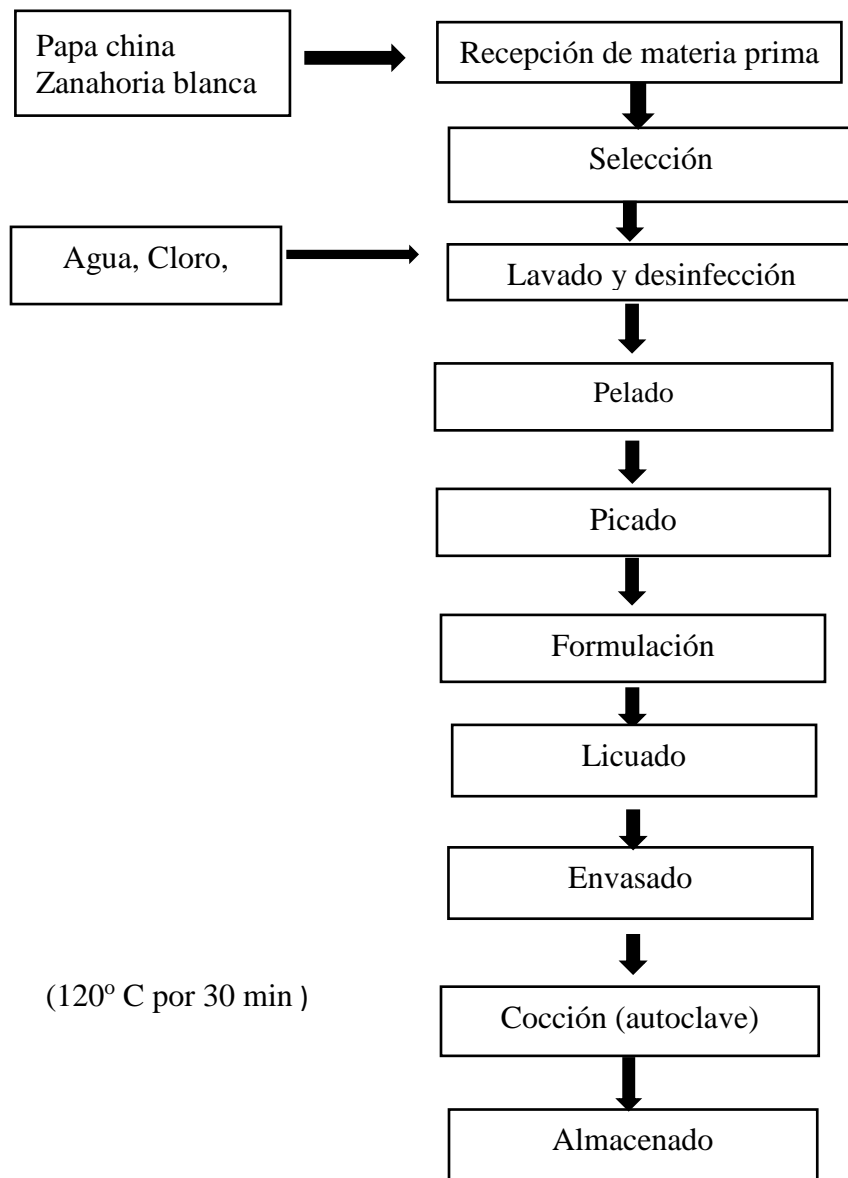 Papa china
Zanahoria blanca
Recepción de materia prima
Selección
Agua, Cloro,
Lavado y desinfección
Pelado
Picado
Formulación
Licuado
Envasado
(120º C por 30 min )
Cocción (autoclave)
Almacenado